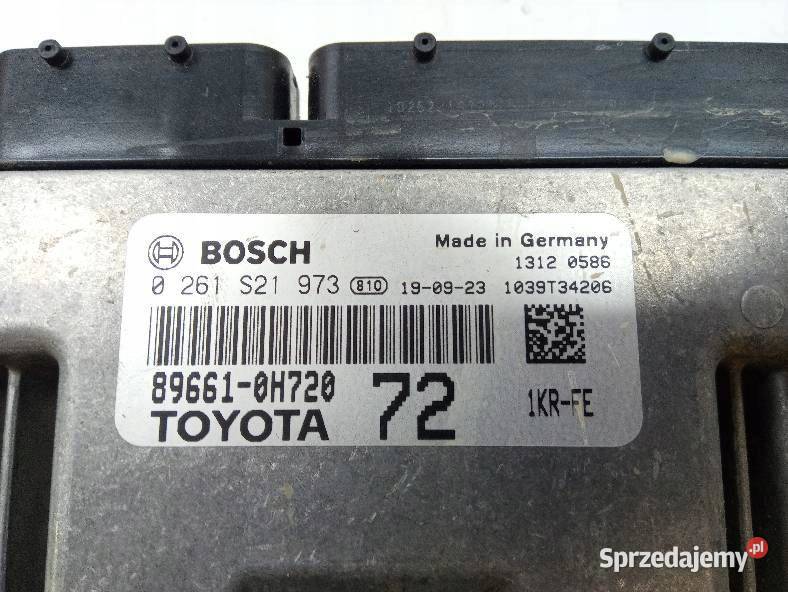 BOSCH
Made in Germany
1312 0586
0 261 S21 973 810 19-09-23 1039T34206
89661-0H720
TOYOTA
72
1KR-FE
Sprzedajemy.pl